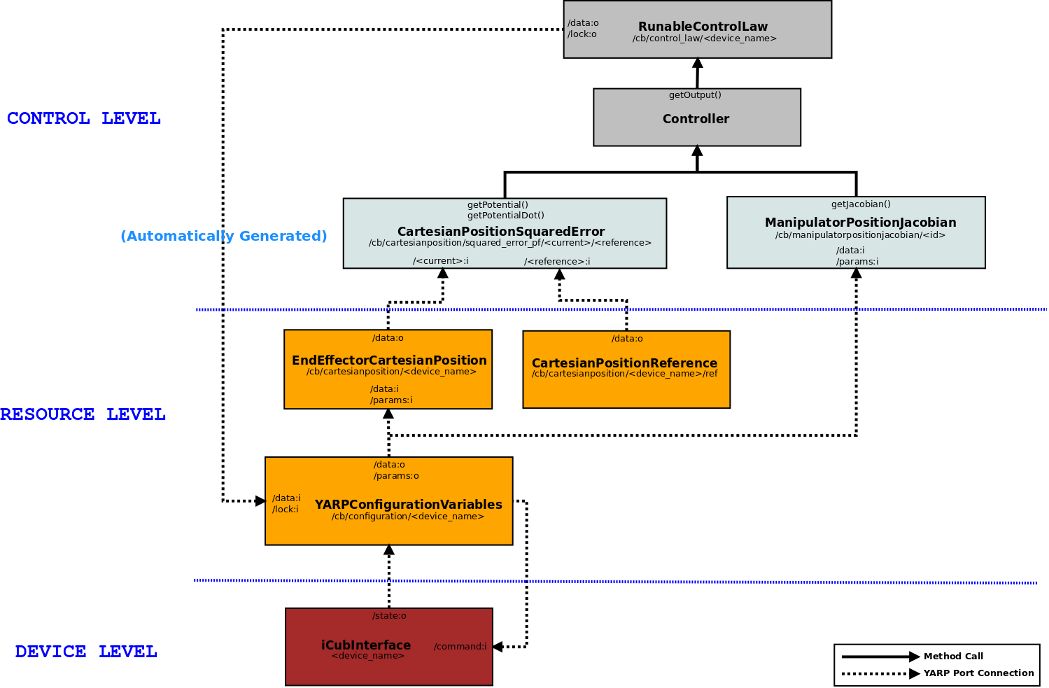 /data:o
/lock:o
RunableControlLaw
/cb/control_law/<device_name>
CONTROL LEVEL
getOutput()
Controller
(Automatically Generated)
getPotential()
getPotentialDot()
CartesianPositionSquaredError
/cb/cartesianposition/squared_error_pf/<current>/<reference>
/<current>:i
/<reference>:i
getJacobian()
ManipulatorPositionJacobian
/cb/manipulatorpositionjacobian/<id>
/data:i
/params:i
RESOURCE LEVEL
/data:o
EndEffectorCartesianPosition
/cb/cartesianposition/<device_name>
/data:i
/params:i
/data:o
CartesianPositionReference
/cb/cartesianposition/<device_name>/ref
/data:o
/params:o
/data:i
/lock:i
YARPConfigurationVariables
/cb/configuration/<device_name>
DEVICE LEVEL
/state:o
iCubInterface
<device_name>
/command:i
Method Call
YARP Port Connection